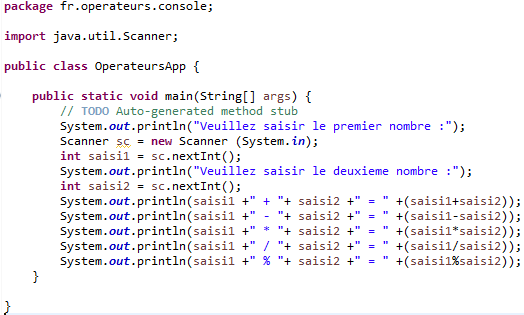 package fr.operateurs.console;
import java.util.Scanner;
public class OperateursApp {
public static void main(String[] args) {
// TODO Auto-generated method stub
System.out.println("Veuillez saisir le premier nombre :");
Scanner sc = new Scanner (System.in);
int saisi1 = sc.nextInt();
System.out.println("Veuillez saisir le deuxieme nombre :");
int saisi2 = sc.nextInt();
System.out.println(saisi1 +" + "+ saisi2 +" = " +(saisi1+saisi2));
System.out.println(saisi1 +" - "+ saisi2 +" = " +(saisi1-saisi2));
System.out.println(saisi1 +" * "+ saisi2 +" = " +(saisi1*saisi2));
System.out.println(saisi1 +" / "+ saisi2 +" = " +(saisi1/saisi2));
System.out.println(saisi1 +" % "+ saisi2 +" = " +(saisi1%saisi2));
}
}